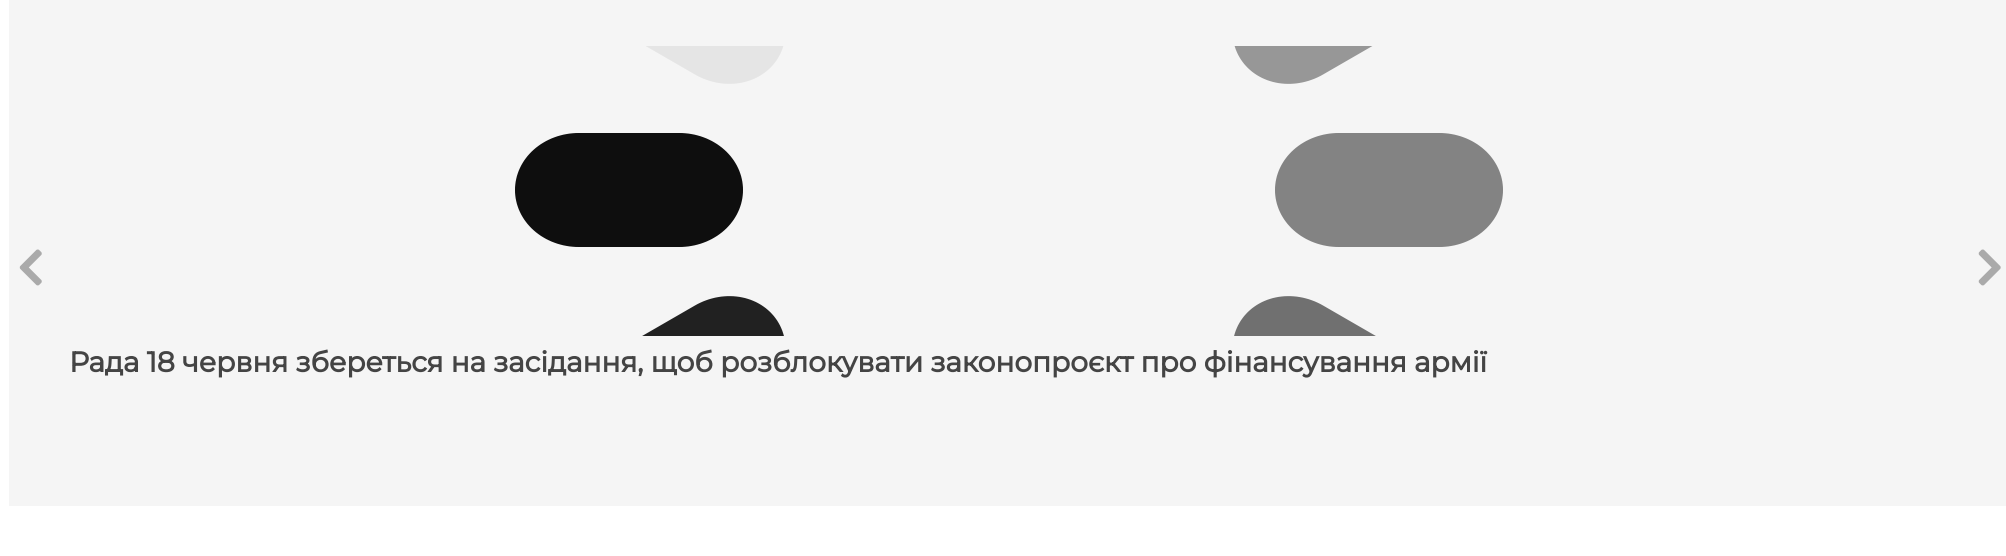 Рада 18 червня збереться на засідання, щоб розблокувати законопроєкт про фінансування армії